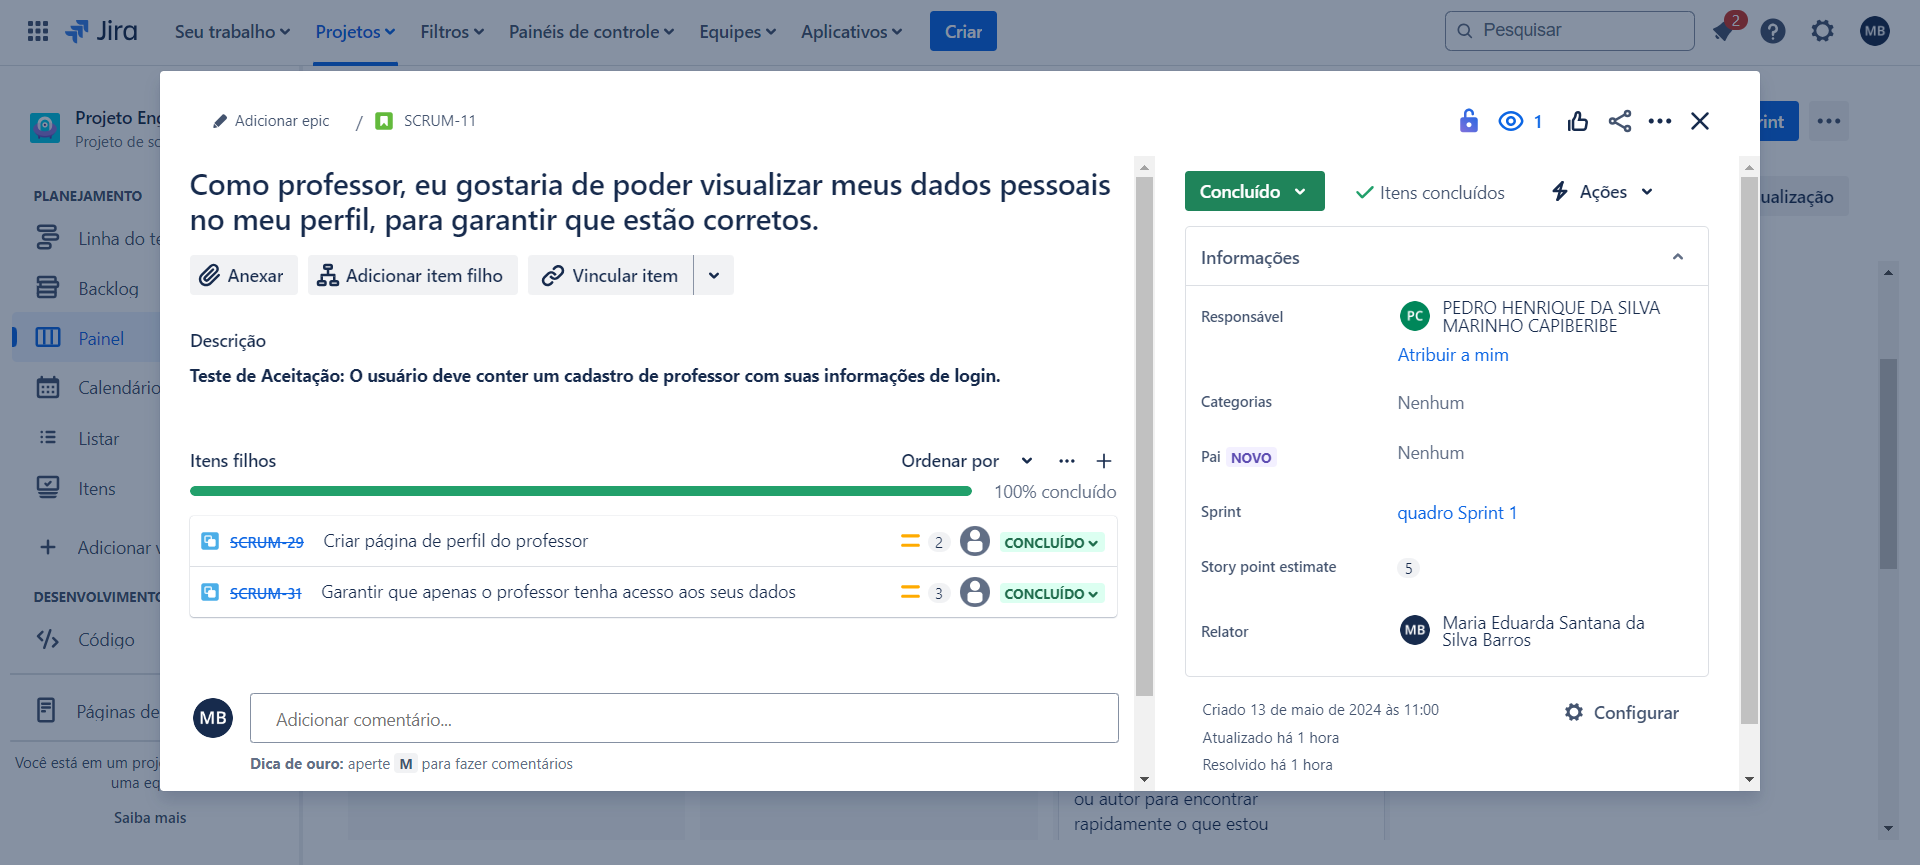 Jira
Seu trabalho
Projetos
Filtros
Painéis de controle
Equipes
Aplicativos
Criar
Pesquisar
2
MB
Projeto En
Projeto de sc
PLANEJAMENTO
Linha do te
Backlog
Painel
Calendário
Listar
Itens
Adicionar v
DESENVOLVIMENTO
Código
Páginas de
Você está em um proj
uma eq
Saiba mais
Adicionar epic / SCRUM-11
1
Como professor, eu gostaria de poder visualizar meus dados pessoais
no meu perfil, para garantir que estão corretos.
Anexar
Adicionar item filho
Vincular item
Descrição
Teste de Aceitação: O usuário deve conter um cadastro de professor com suas informações de login.
Itens filhos
Ordenar por
100% concluído
SCRUM-29 Criar página de perfil do professor 2 CONCLUÍDO
SCRUM-31 Garantir que apenas o professor tenha acesso aos seus dados 3 CONCLUÍDO
MB
Adicionar comentário...
Dica de ouro: aperte M para fazer comentários
Concluído
Itens concluídos
Ações
Informações
Responsável
PC
PEDRO HENRIQUE DA SILVA
MARINHO CAPIBERIBE
Atribuir a mim
Categorias
Nenhum
Pai NOVO
Nenhum
Sprint
quadro Sprint 1
Story point estimate
5
Relator
MB
Maria Eduarda Santana da
Silva Barros
Criado 13 de maio de 2024 às 11:00
Atualizado há 1 hora
Resolvido há 1 hora
Configurar
rint
ualização
ou autor para encontrar
rapidamente o que estou